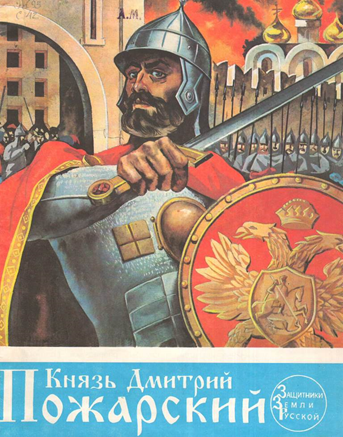 А.М.
Князь Дмитрий
Пожарский
Защитники
Земли
Русской